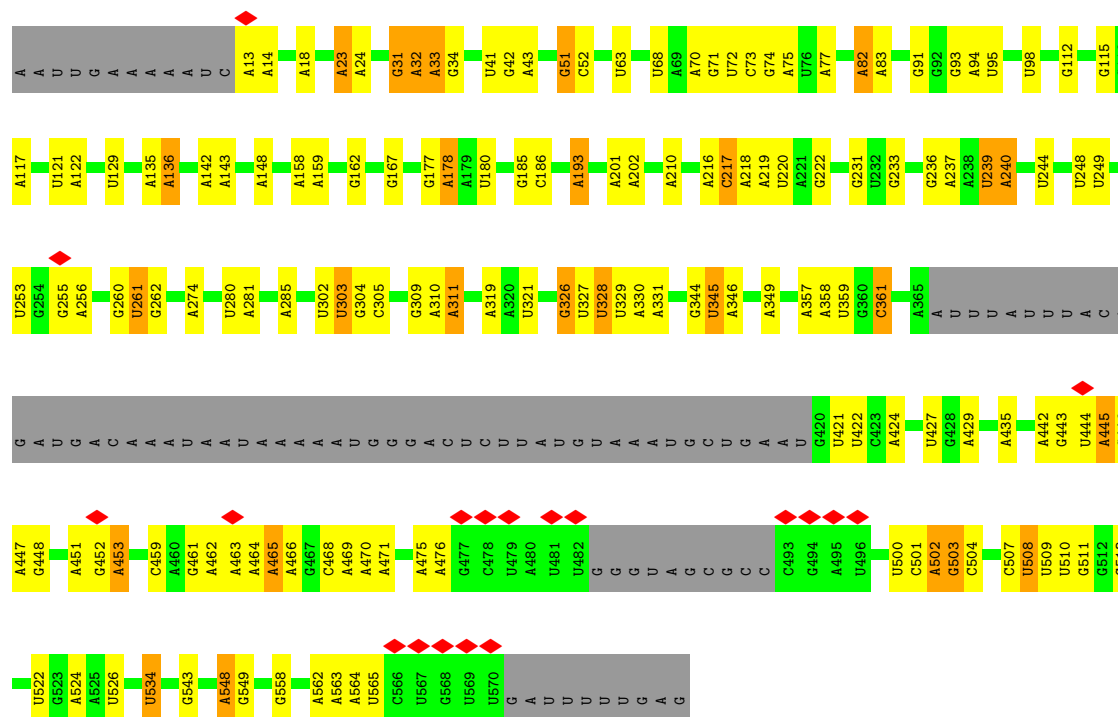 A A U U G A A A A A A U C A13 A14 A18 A23 A24 G31 A32 A33 G34 U41 G42 A43 G51 C52 U63 U68 A69 A70 G71 U72 C73 G74 A75 U76 A77 A82 A83 G91 G92 G93 A94 U95 U98 G112 G115
A117 U121 A122 U129 A135 A136 A142 A143 A148 A158 A159 G162 G167 G177 A178 A179 U180 G185 C186 A193 A201 A202 A210 A216 C217 A218 A219 U220 A221 G222 G231 U232 G233 G236 A237 A238 U239 A240 U244 U248 U249
U253 G254 G255 A256 G260 U261 G262 A274 U280 A281 A285 U302 U303 G304 C305 G309 A310 A311 A319 A320 U321 G326 U327 U328 U329 A330 A331 G344 U345 A346 A349 A357 A358 U359 G360 C361 A365 A U U U A U U U A C
G A U G A C A A A U A A U A A A A A U G G G A C U C U U A U G U A A A U G C U G A A U G420 U421 U422 C423 A424 U427 G428 A429 A435 A442 G443 U444 A445
A447 G448 A451 G452 A453 C459 A460 G461 A462 A463 A464 A465 A466 G467 C468 A469 A470 A471 A475 A476 G477 C478 U479 A480 U481 U482 G G G U A G C G C C C493 G494 A495 U496 U500 C501 A502 G503 C504 C507 U508 U509 U510 G511 G512
U522 G523 A524 A525 U526 U534 G543 A548 G549 G558 A562 A563 A564 U565 C566 U567 G568 U569 U570 G A U U U U G A G